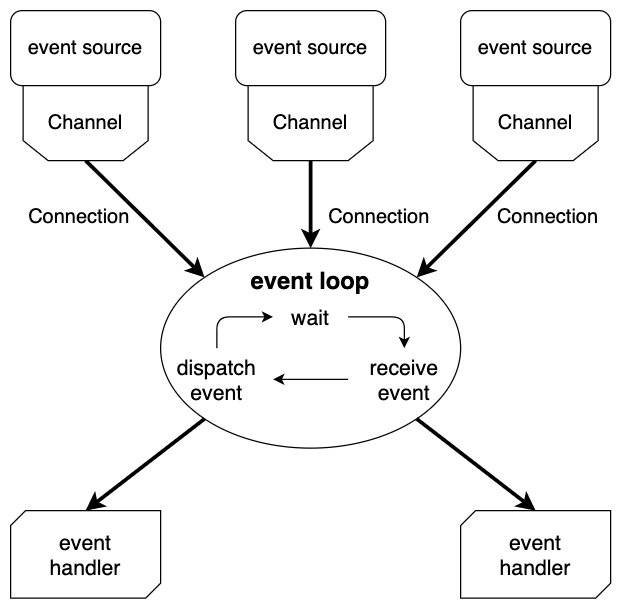 event source
event source
event source
Channel
Channel
Channel
Connection
Connection
Connection
event loop
wait
dispatch
event
receive
event
event
handler
event
handler